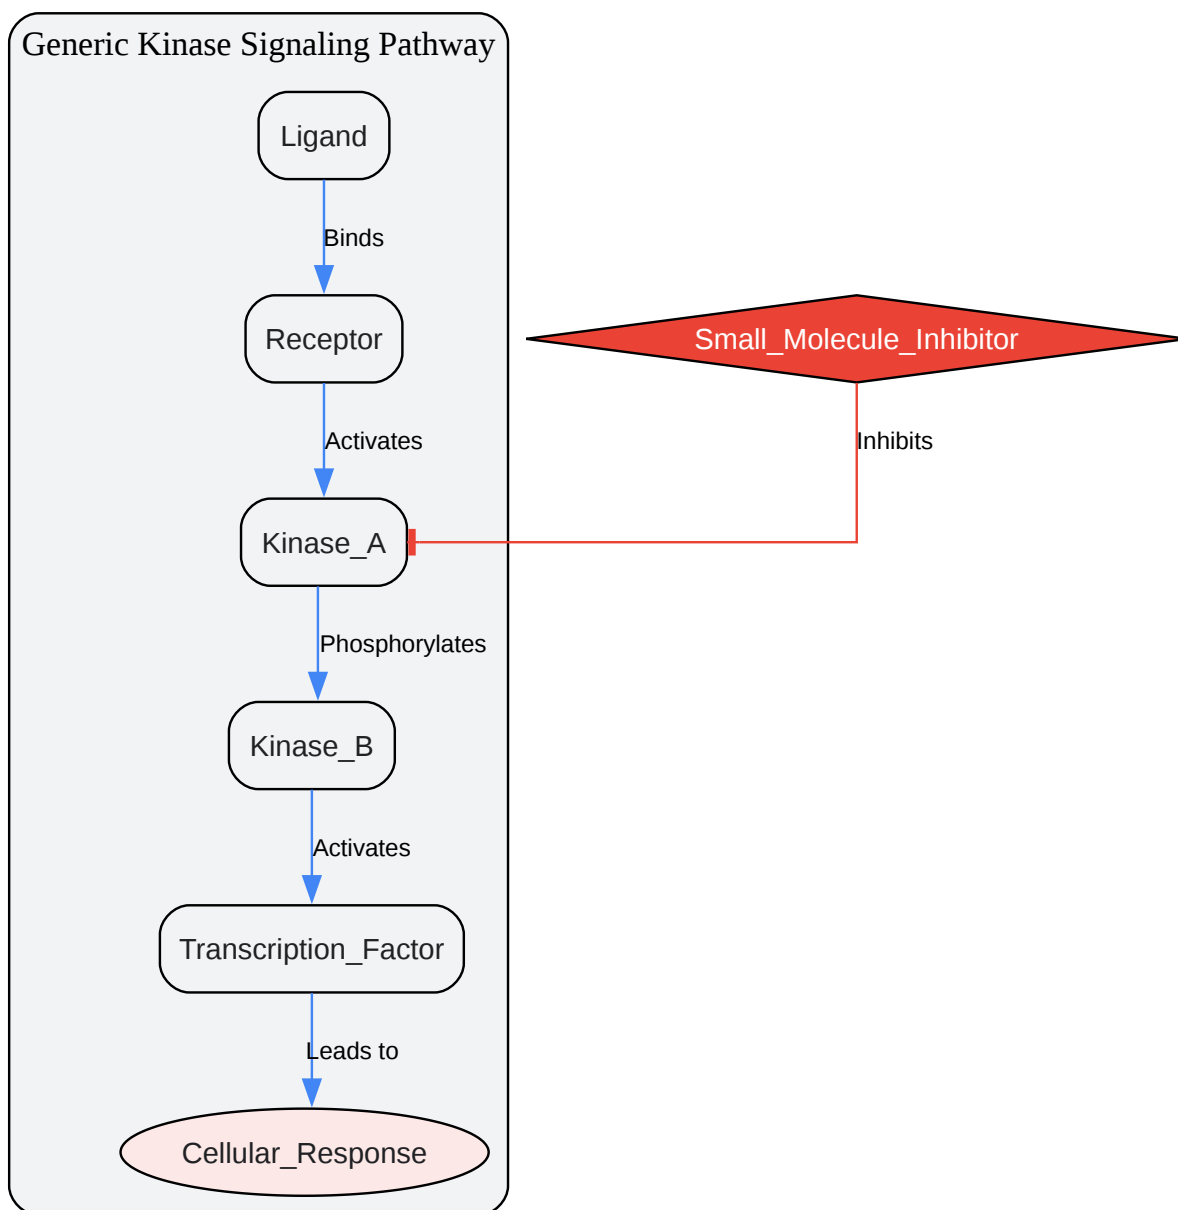 Generic Kinase Signaling Pathway
Ligand
Binds
Receptor
Small_Molecule_Inhibitor
Activates
Inhibits
Kinase_A
Phosphorylates
Kinase_B
Activates
Transcription_Factor
Leads to
Cellular_Response